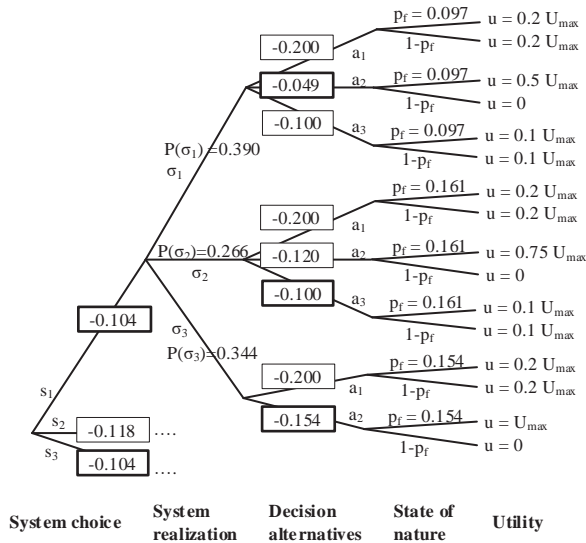 p_f = 0.097 u = 0.2 U_max
-0.200 a_1 1-p_f u = 0.2 U_max
-0.049 a_2 p_f = 0.097 u = 0.5 U_max
1-p_f u = 0
-0.100 a_3 p_f = 0.097 u = 0.1 U_max
1-p_f u = 0.1 U_max
P(σ_1)=0.390
σ_1
p_f = 0.161 u = 0.2 U_max
-0.200 a_1 1-p_f u = 0.2 U_max
P(σ_2)=0.266 -0.120 a_2 p_f = 0.161 u = 0.75 U_max
σ_2 1-p_f u = 0
-0.100 a_3 p_f = 0.161 u = 0.1 U_max
-0.104 1-p_f u = 0.1 U_max
σ_3
P(σ_3)=0.344
p_f = 0.154 u = 0.2 U_max
-0.200 a_1 1-p_f u = 0.2 U_max
s_1 -0.154 a_2 p_f = 0.154 u = U_max
s_2 -0.118 .... 1-p_f u = 0
s_3 -0.104 ....
System choice System realization Decision alternatives State of nature Utility